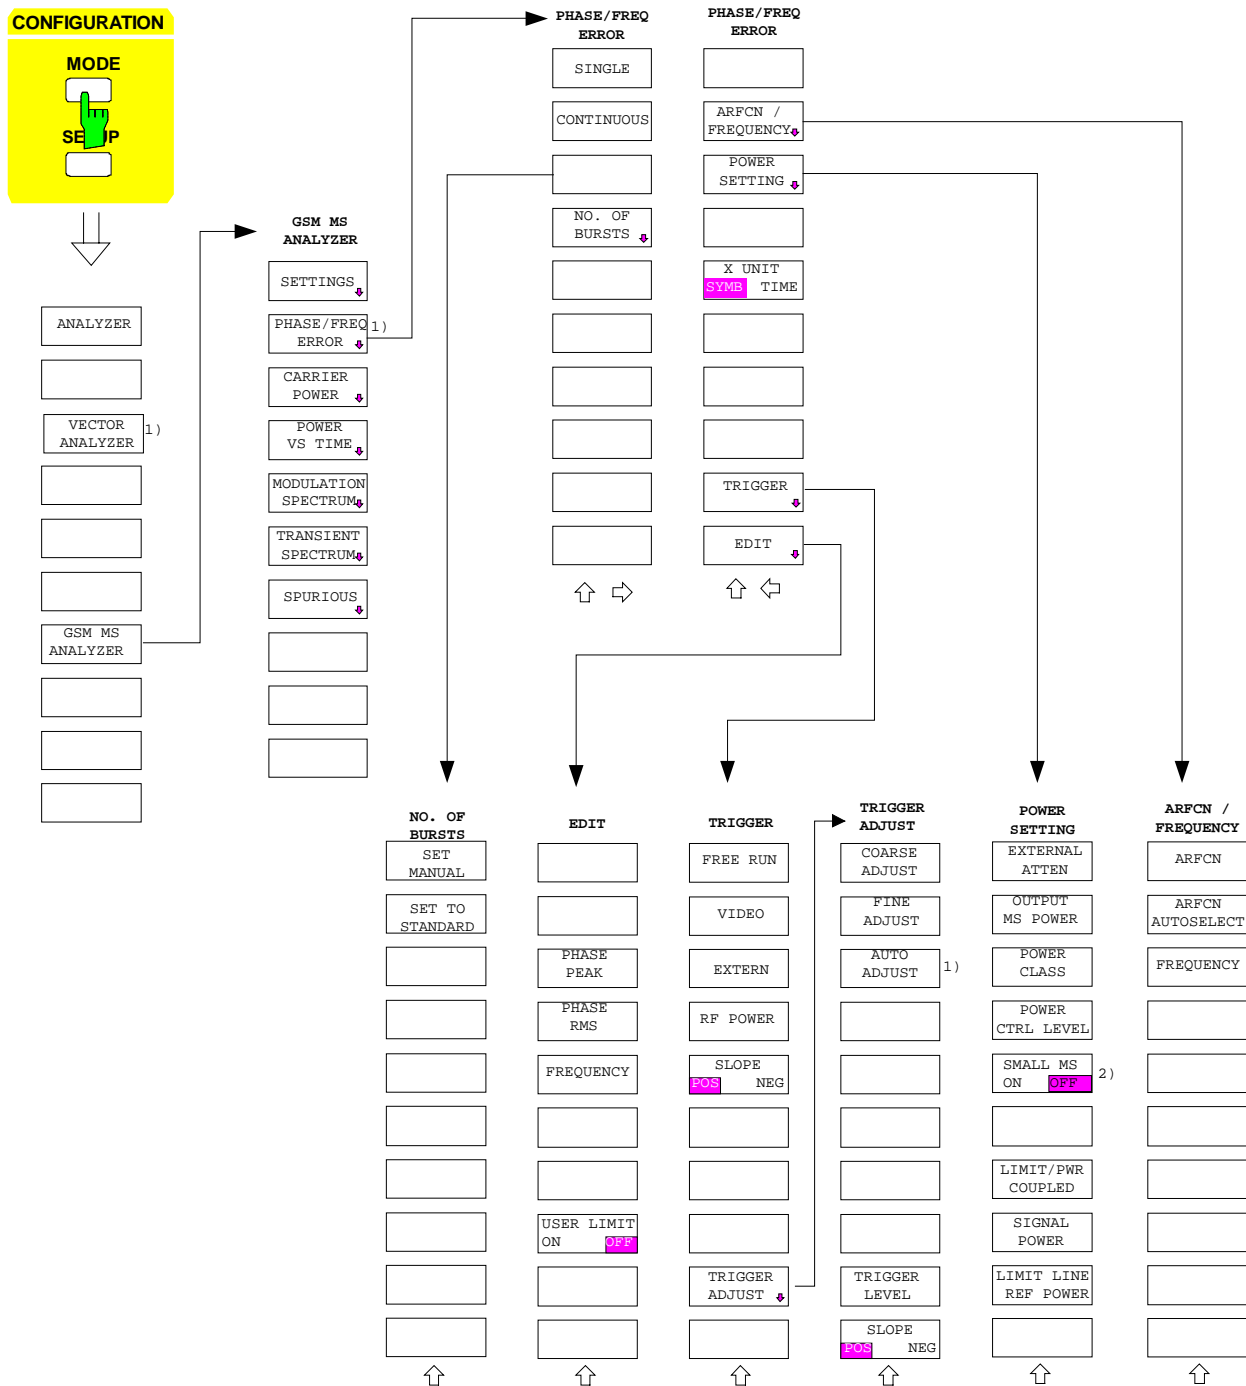 CONFIGURATION
MODE
SETUP
ANALYZER
VECTOR
ANALYZER
1)
GSM MS
ANALYZER
GSM MS
ANALYZER
SETTINGS
PHASE/FREQ
ERROR
1)
CARRIER
POWER
POWER
VS TIME
MODULATION
SPECTRUM
TRANSIENT
SPECTRUM
SPURIOUS
PHASE/FREQ
ERROR
SINGLE
CONTINUOUS
NO. OF
BURSTS
PHASE/FREQ
ERROR
ARFCN /
FREQUENCY
POWER
SETTING
X UNIT
SYMB TIME
TRIGGER
EDIT
NO. OF
BURSTS
SET
MANUAL
SET TO
STANDARD
EDIT
PHASE
PEAK
PHASE
RMS
FREQUENCY
USER LIMIT
ON OFF
TRIGGER
FREE RUN
VIDEO
EXTERN
RF POWER
SLOPE
POS NEG
TRIGGER
ADJUST
TRIGGER
ADJUST
COARSE
ADJUST
FINE
ADJUST
AUTO
ADJUST
1)
TRIGGER
LEVEL
SLOPE
POS NEG
POWER
SETTING
EXTERNAL
ATTEN
OUTPUT
MS POWER
POWER
CLASS
POWER
CTRL LEVEL
SMALL MS
ON OFF
2)
LIMIT/PWR
COUPLED
SIGNAL
POWER
LIMIT LINE
REF POWER
ARFCN /
FREQUENCY
ARFCN
ARFCN
AUTOSELECT
FREQUENCY